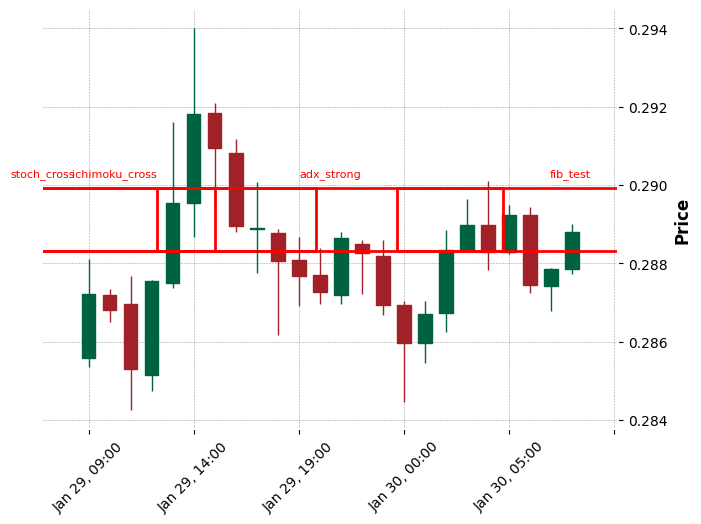 0.294
0.292
stoch_cross
ichimoku_cross
adx_strong
fib_test
0.290
0.288
0.286
0.284
Price
Jan 29, 09:00
Jan 29, 14:00
Jan 29, 19:00
Jan 30, 00:00
Jan 30, 05:00